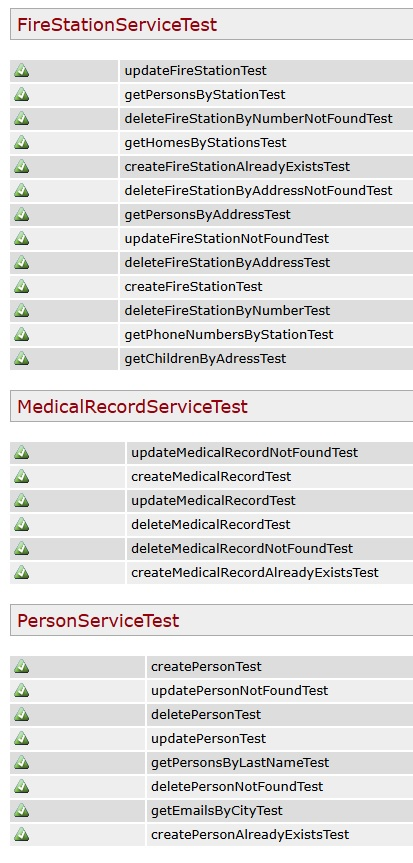 FireStationServiceTest
updateFireStationTest
getPersonsByStationTest
deleteFireStationByNumberNotFoundTest
getHomesByStationsTest
createFireStationAlreadyExistsTest
deleteFireStationByAddressNotFoundTest
getPersonsByAddressTest
updateFireStationNotFoundTest
deleteFireStationByAddressTest
createFireStationTest
deleteFireStationByNumberTest
getPhoneNumbersByStationTest
getChildrenByAdressTest
MedicalRecordServiceTest
updateMedicalRecordNotFoundTest
createMedicalRecordTest
updateMedicalRecordTest
deleteMedicalRecordTest
deleteMedicalRecordNotFoundTest
createMedicalRecordAlreadyExistsTest
PersonServiceTest
createPersonTest
updatePersonNotFoundTest
deletePersonTest
updatePersonTest
getPersonsByLastNameTest
deletePersonNotFoundTest
getEmailsByCityTest
createPersonAlreadyExistsTest